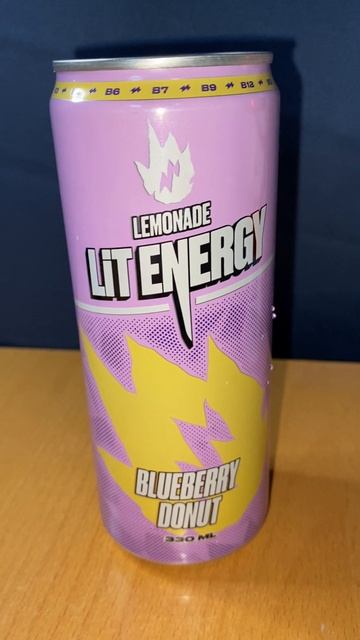 B6 B7 B9 B12
LEMONADE
LiT ENERGY
BLUEBERRY
DONUT
330 ML